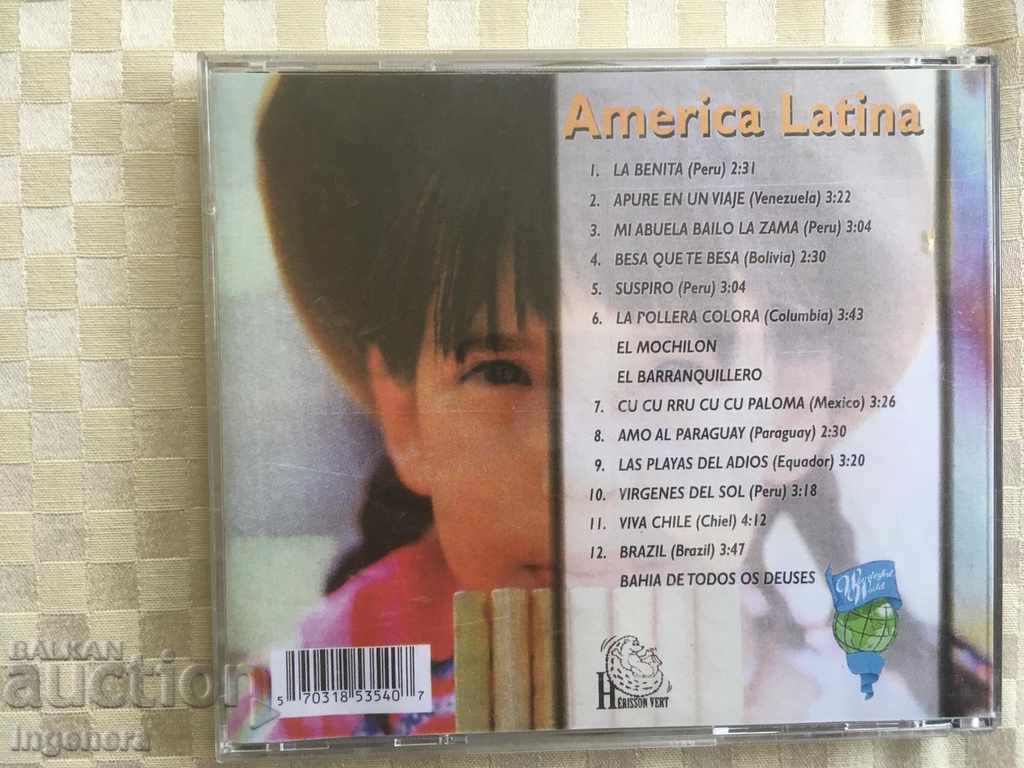 America Latina
1. LA BENITA (Peru) 2:31
2. APURE EN UN VIAJE (Venezuela) 3:22
3. MI ABUELA BAILO LA ZAMA (Peru) 3:04
4. BESA QUE TE BESA (Bolivia) 2:30
5. SUSPIRO (Peru) 3:04
6. LA POLLERA COLORA (Columbia) 3:43
EL MOCHILON
EL BARRANQUILLERO
7. CU CU RRU CU CU PALOMA (Mexico) 3:26
8. AMO AL PARAGUAY (Paraguay) 2:30
9. LAS PLAYAS DEL ADIOS (Equador) 3:20
10. VIRGENES DEL SOL (Peru) 3:18
11. VIVA CHILE (Chiel) 4:12
12. BRAZIL (Brazil) 3:47
BAHIA DE TODOS OS DEUSES
Wonderful
World
HERISSON VERT
5 70318 53540 7
BALKAN
auction
ingehera